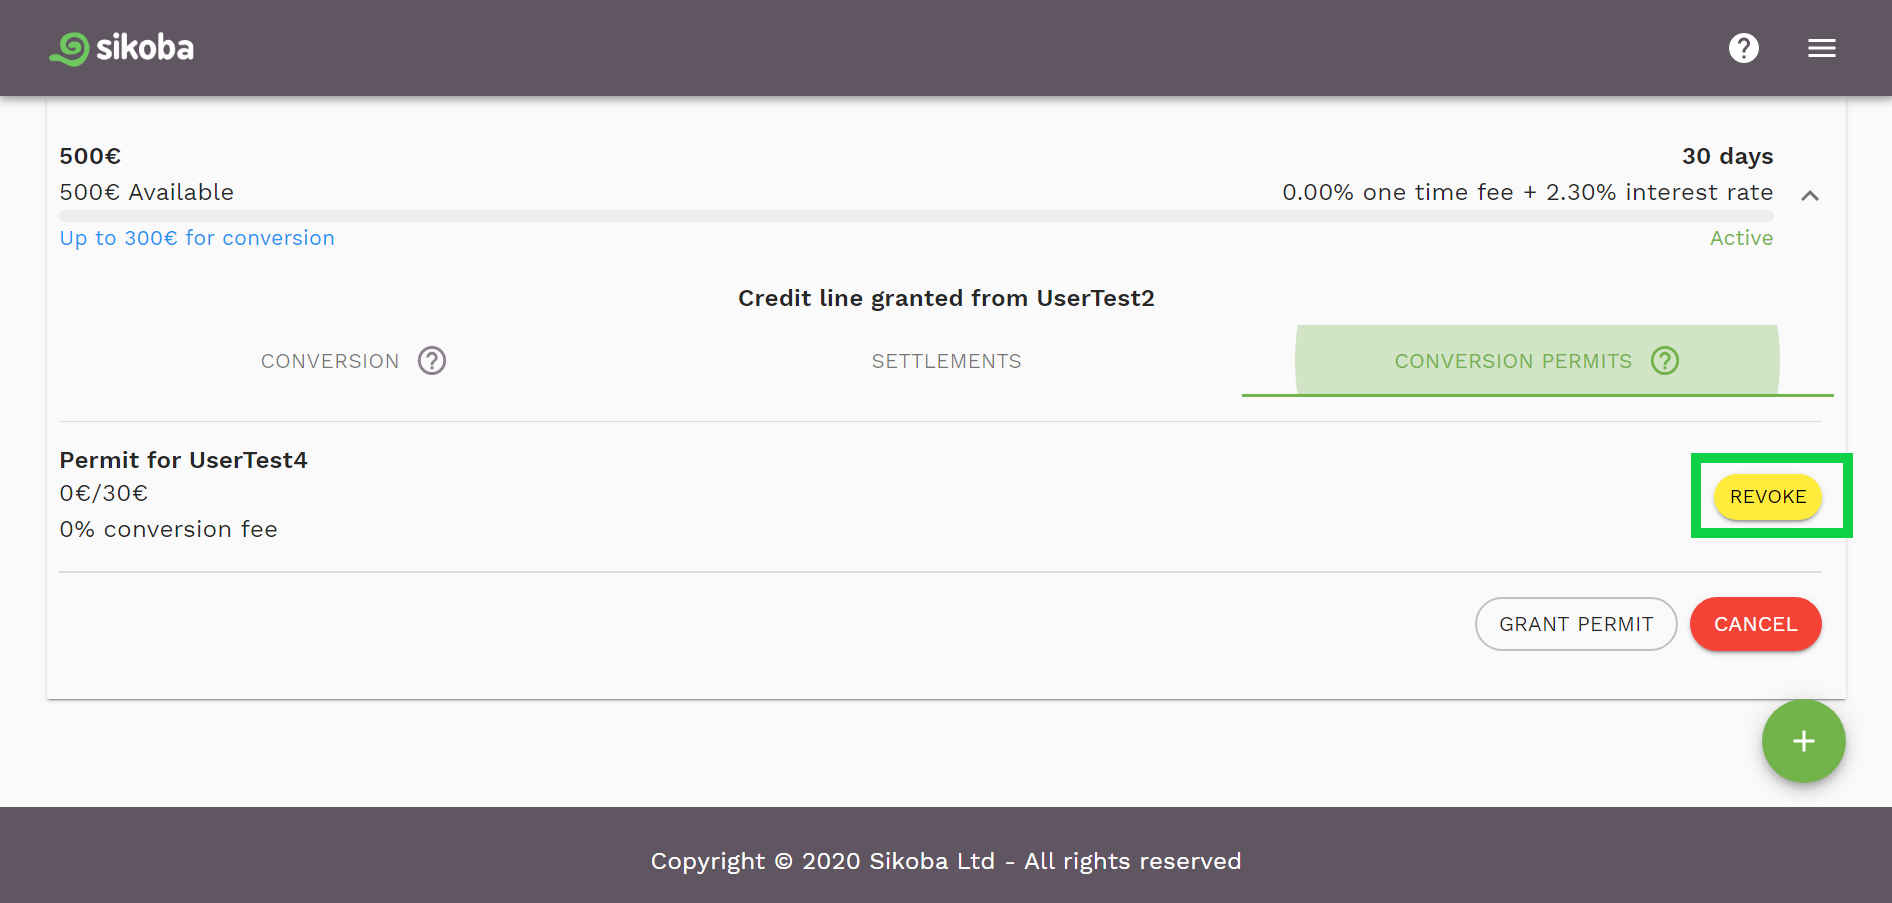 sikoba
500€
30 days
500€ Available
0.00% one time fee + 2.30% interest rate
Up to 300€ for conversion
Active
Credit line granted from UserTest2
CONVERSION ?
SETTLEMENTS
CONVERSION PERMITS ?
Permit for UserTest4
0€/30€
0% conversion fee
REVOKE
GRANT PERMIT
CANCEL
+
Copyright © 2020 Sikoba Ltd - All rights reserved